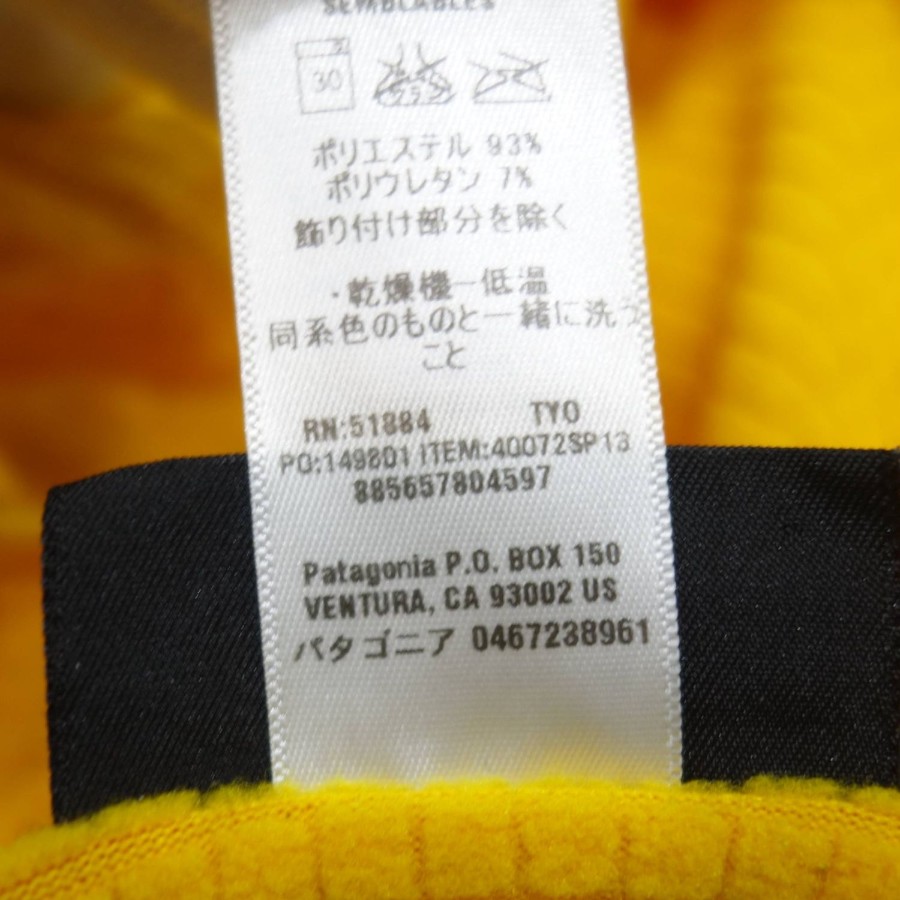 SEMBLABLES
30
ポリエステル 93%
ポリウレタン 7%
飾り付け部分を除く
・乾燥機ー低温
同系色のものと一緒に洗う
こと
RN:51884 TYO
PO:149801 ITEM:40072SP13
885657804597
Patagonia P.O. BOX 150
VENTURA, CA 93002 US
パタゴニア 0467238961